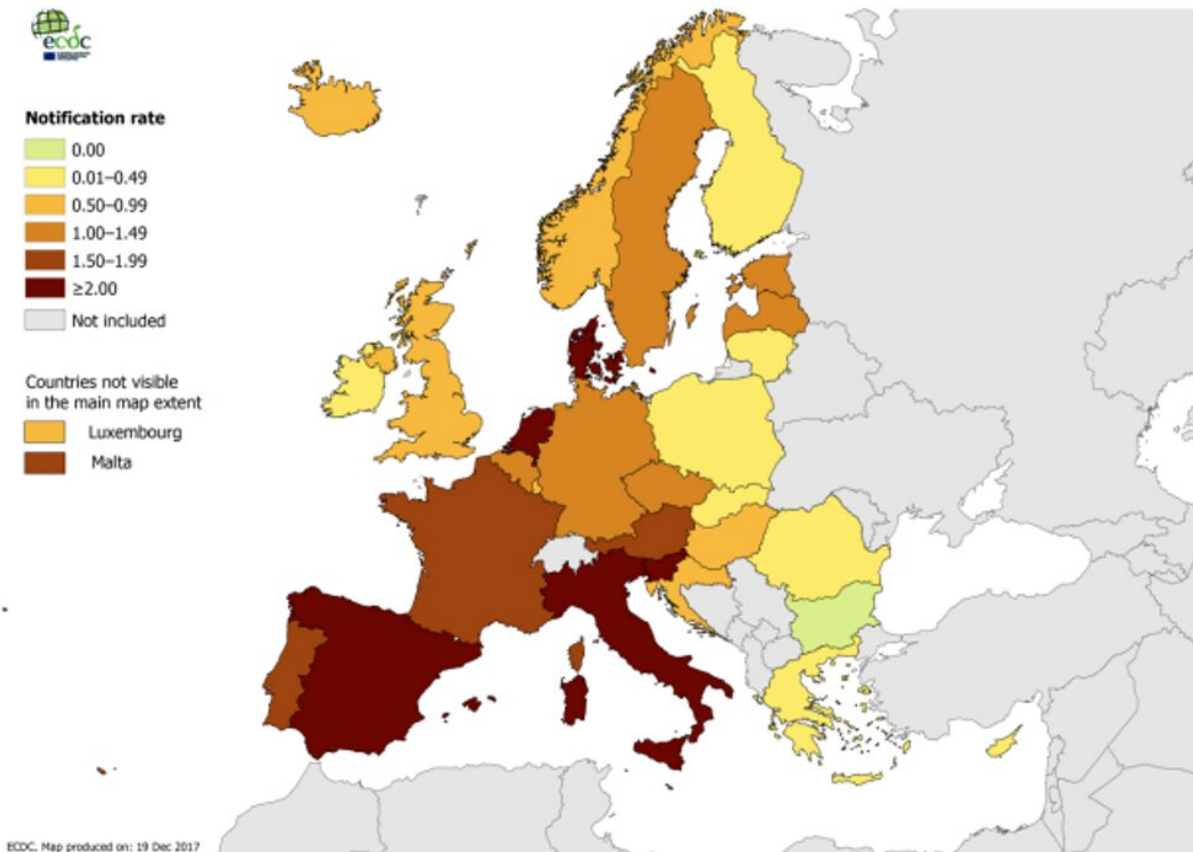 ecdc
Notification rate
0.00
0.01–0.49
0.50–0.99
1.00–1.49
1.50–1.99
≥2.00
Not included
Countries not visible
in the main map extent
Luxembourg
Malta
ECDC. Map produced on: 19 Dec 2017